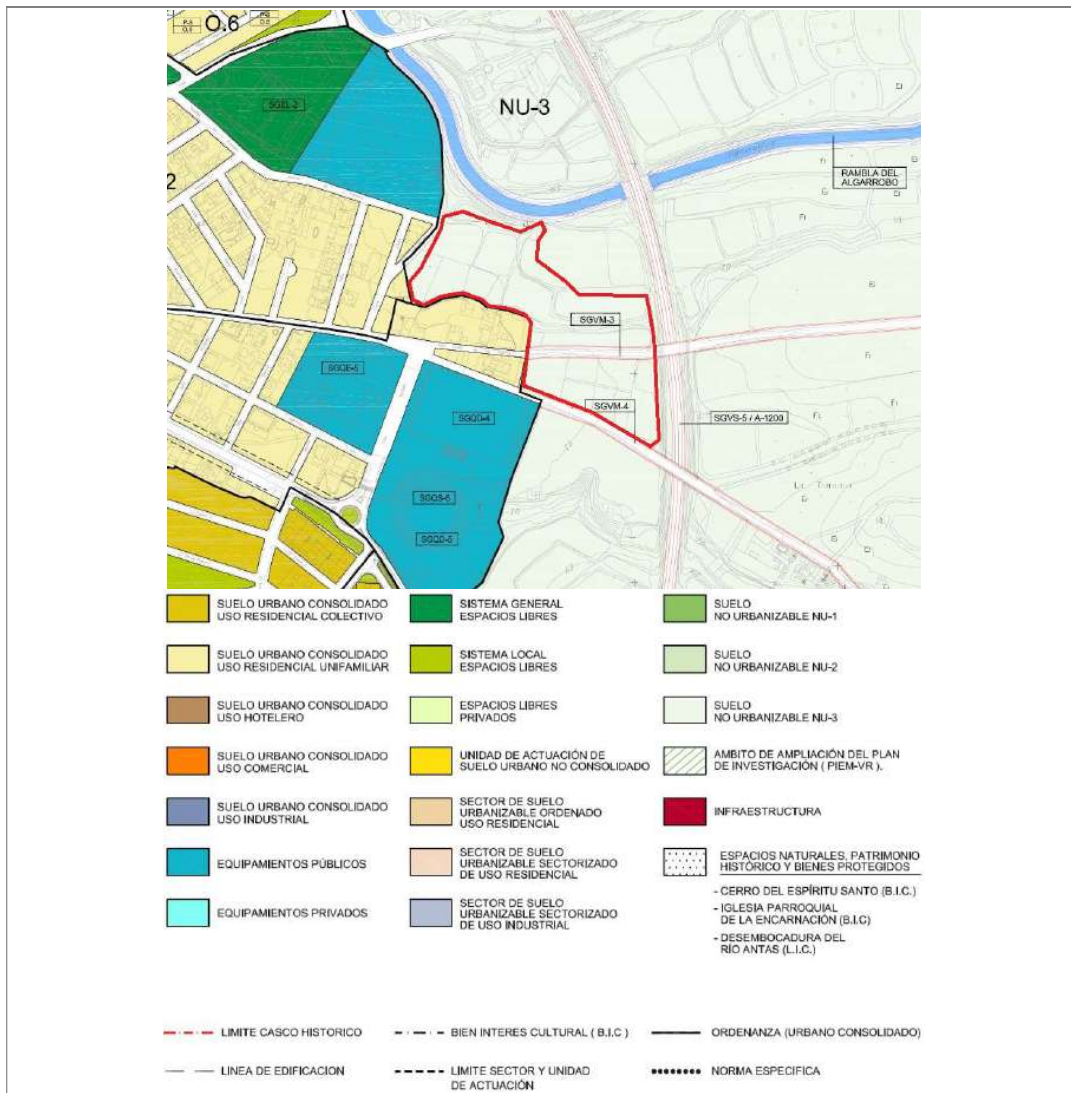 O.6
SGEL-2
NU-3
2
RAMBLA DEL
ALGARROBO
SGVM-3
SGVM-4
SGVS-5 / A-1200
SGQD-4
SUELO URBANO CONSOLIDADO
USO RESIDENCIAL COLECTIVO
SUELO URBANO CONSOLIDADO
USO RESIDENCIAL UNIFAMILIAR
SUELO URBANO CONSOLIDADO
USO HOTELERO
SUELO URBANO CONSOLIDADO
USO COMERCIAL
SUELO URBANO CONSOLIDADO
USO INDUSTRIAL
EQUIPAMIENTOS PÚBLICOS
EQUIPAMIENTOS PRIVADOS
SISTEMA GENERAL
ESPACIOS LIBRES
SISTEMA LOCAL
ESPACIOS LIBRES
ESPACIOS LIBRES
PRIVADOS
UNIDAD DE ACTUACIÓN DE
SUELO URBANO NO CONSOLIDADO
SECTOR DE SUELO
URBANIZABLE ORDENADO
USO RESIDENCIAL
SECTOR DE SUELO
URBANIZABLE SECTORIZADO
DE USO RESIDENCIAL
SECTOR DE SUELO
URBANIZABLE SECTORIZADO
DE USO INDUSTRIAL
SUELO
NO URBANIZABLE NU-1
SUELO
NO URBANIZABLE NU-2
SUELO
NO URBANIZABLE NU-3
AMBITO DE AMPLIACIÓN DEL PLAN
DE INVESTIGACIÓN ( PIEM-VR ).
INFRAESTRUCTURA
ESPACIOS NATURALES, PATRIMONIO
HISTÓRICO Y BIENES PROTEGIDOS
- CERRO DEL ESPÍRITU SANTO (B.I.C.)
- IGLESIA PARROQUIAL
DE LA ENCARNACIÓN (B.I.C)
- DESEMBOCADURA DEL
RÍO ANTAS (L.I.C.)
LIMITE CASCO HISTORICO
BIEN INTERES CULTURAL ( B.I.C )
ORDENANZA (URBANO CONSOLIDADO)
LINEA DE EDIFICACION
LIMITE SECTOR Y UNIDAD
DE ACTUACIÓN
NORMA ESPECIFICA